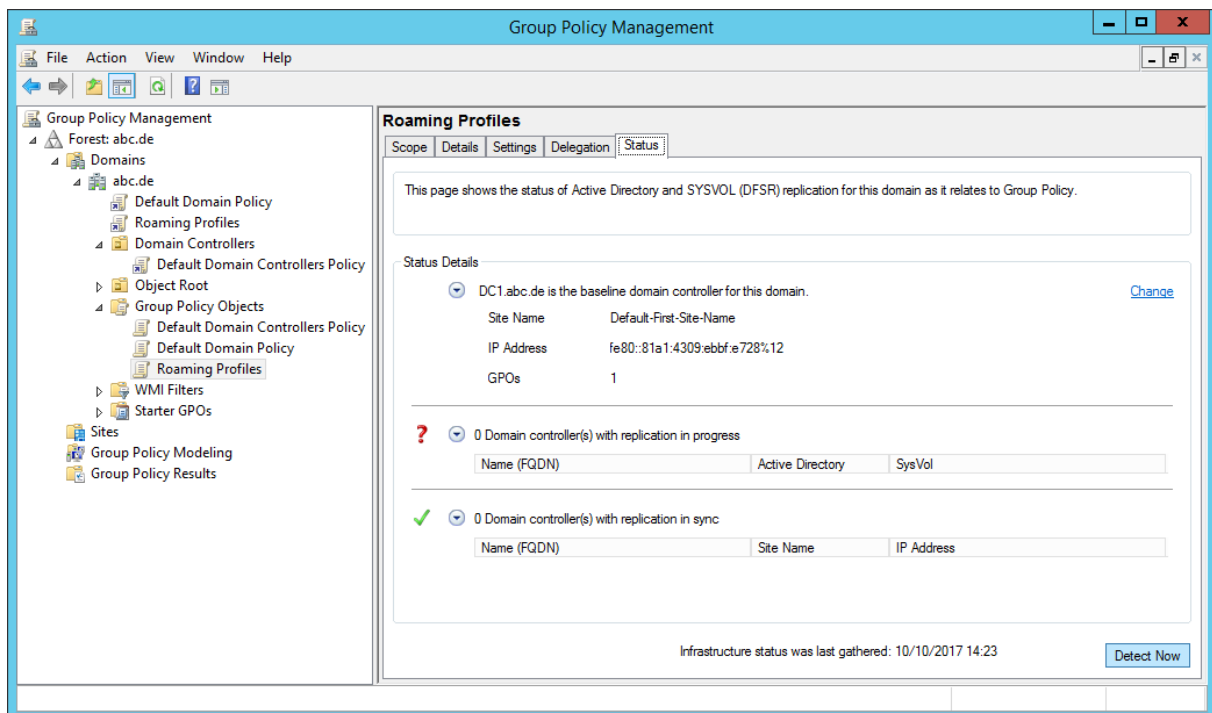 Group Policy Management
File Action View Window Help
Group Policy Management
Forest: abc.de
Domains
abc.de
Default Domain Policy
Roaming Profiles
Domain Controllers
Default Domain Controllers Policy
Object Root
Group Policy Objects
Default Domain Controllers Policy
Default Domain Policy
Roaming Profiles
WMI Filters
Starter GPOs
Sites
Group Policy Modeling
Group Policy Results
Roaming Profiles
Scope Details Settings Delegation Status
This page shows the status of Active Directory and SYSVOL (DFSR) replication for this domain as it relates to Group Policy.
Status Details
DC1.abc.de is the baseline domain controller for this domain. Change
Site Name Default-First-Site-Name
IP Address fe80::81a1:4309:ebbf:e728%12
GPOs 1
0 Domain controller(s) with replication in progress
Name (FQDN) Active Directory SysVol
0 Domain controller(s) with replication in sync
Name (FQDN) Site Name IP Address
Infrastructure status was last gathered: 10/10/2017 14:23 Detect Now